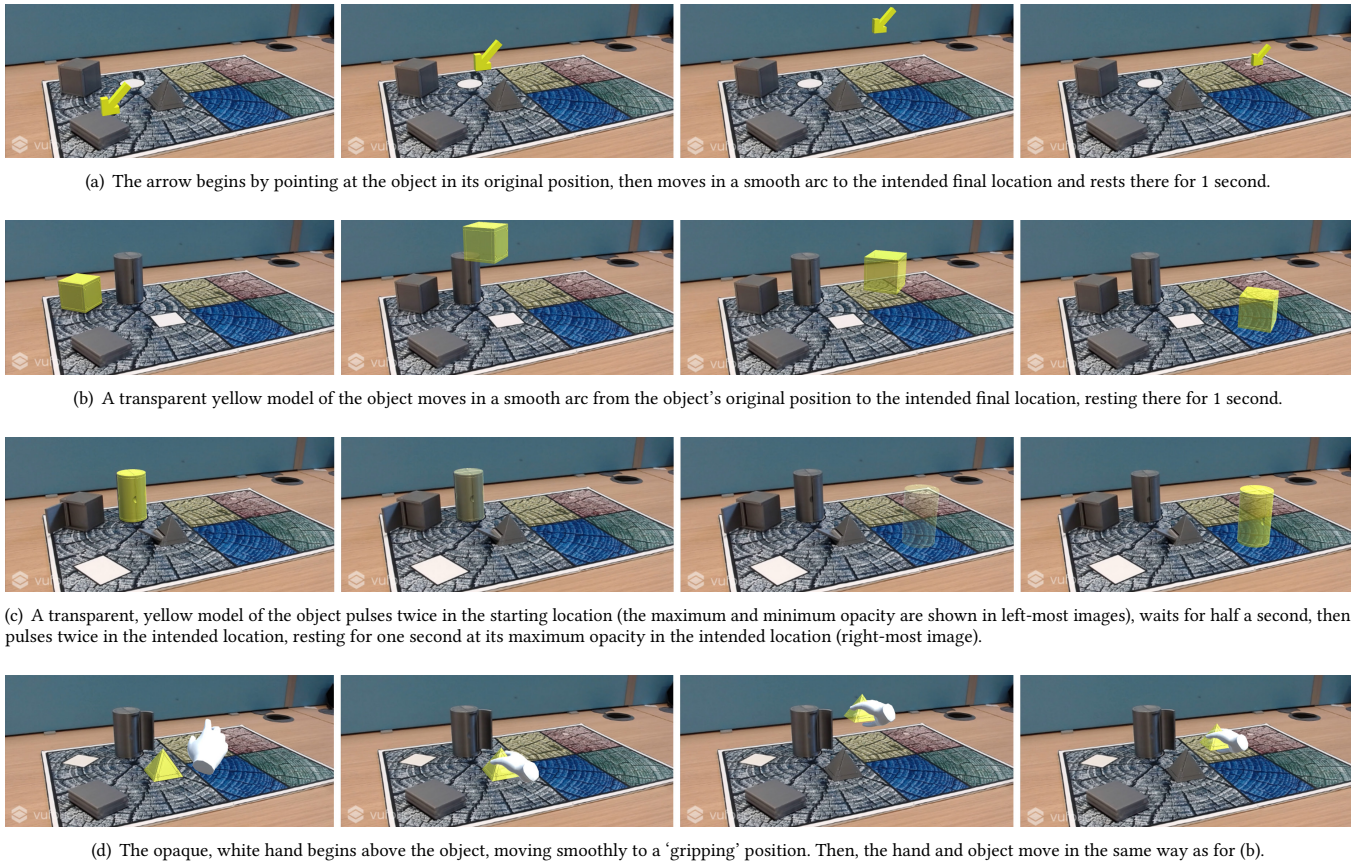 (a) The arrow begins by pointing at the object in its original position, then moves in a smooth arc to the intended final location and rests there for 1 second.
(b) A transparent yellow model of the object moves in a smooth arc from the object's original position to the intended final location, resting there for 1 second.
(c) A transparent, yellow model of the object pulses twice in the starting location (the maximum and minimum opacity are shown in left-most images), waits for half a second, then
pulses twice in the intended location, resting for one second at its maximum opacity in the intended location (right-most image).
(d) The opaque, white hand begins above the object, moving smoothly to a ‘gripping’ position. Then, the hand and object move in the same way as for (b).